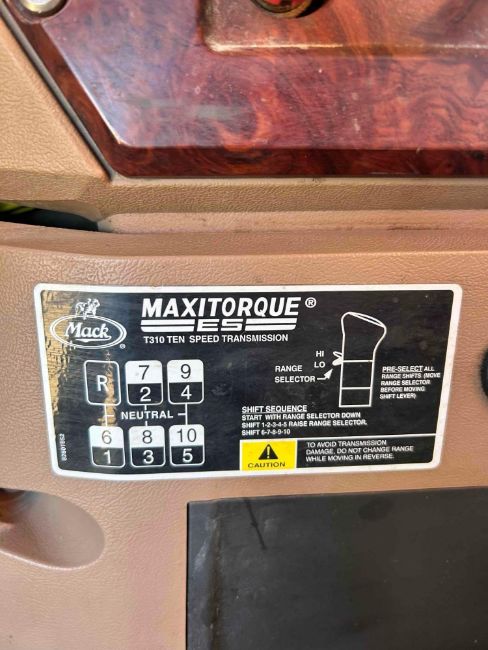 Mack
MAXITORQUE ®
ES
T310 TEN SPEED TRANSMISSION
R 7 9
2 4
NEUTRAL
6 8 10
1 3 5
HI
LO
RANGE
SELECTOR
PRE-SELECT ALL
RANGE SHIFTS. (MOVE
RANGE SELECTOR
BEFORE MOVING
SHIFT LEVER)
SHIFT SEQUENCE
START WITH RANGE SELECTOR DOWN
SHIFT 1-2-3-4-5 RAISE RANGE SELECTOR.
SHIFT 6-7-8-9-10
CAUTION
TO AVOID TRANSMISSION
DAMAGE, DO NOT CHANGE RANGE
WHILE MOVING IN REVERSE.